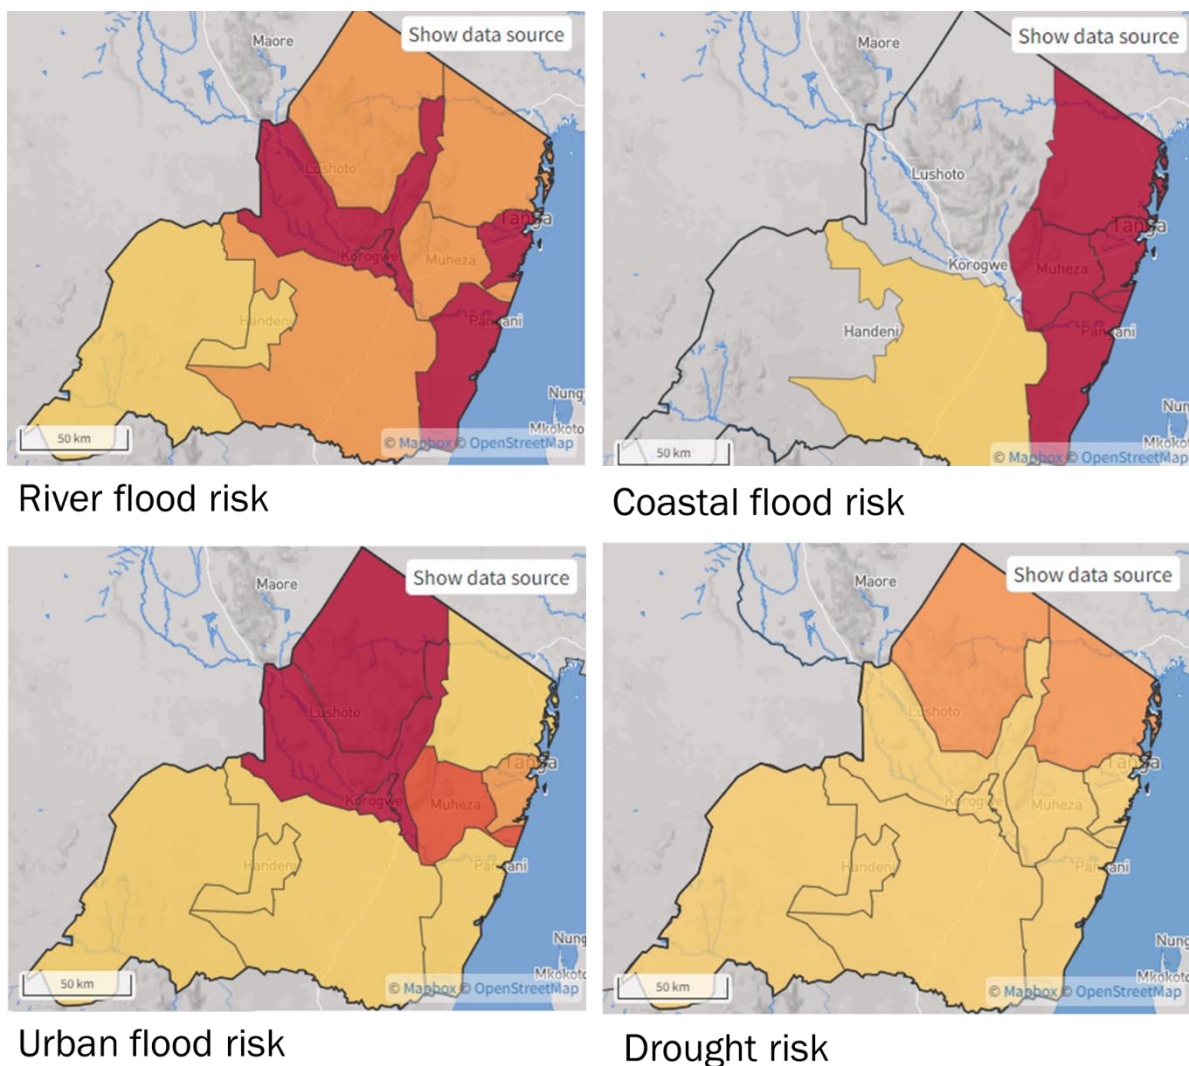 Maore
Show data source
Lushoto
Tanga
Korogwe
Muheza
Handeni
Pangani
Nung
Mkokoto
50 km
© Mapbox © OpenStreetMap
River flood risk
Maore
Show data source
Lushoto
Tanga
Korogwe
Muheza
Handeni
Pangani
Nun
Mkokot
50 km
© Mapbox © OpenStreetMap
Coastal flood risk
Maore
Show data source
Lushoto
Tanga
Korogwe
Muheza
Handeni
Pangani
Nung
Mkokoto
50 km
© Mapbox © OpenStreetMap
Urban flood risk
Maore
Show data source
Lushoto
Tanga
Korogwe
Muheza
Handeni
Pangani
Nung
Mkokoto
50 km
© Mapbox © OpenStreetMap
Drought risk